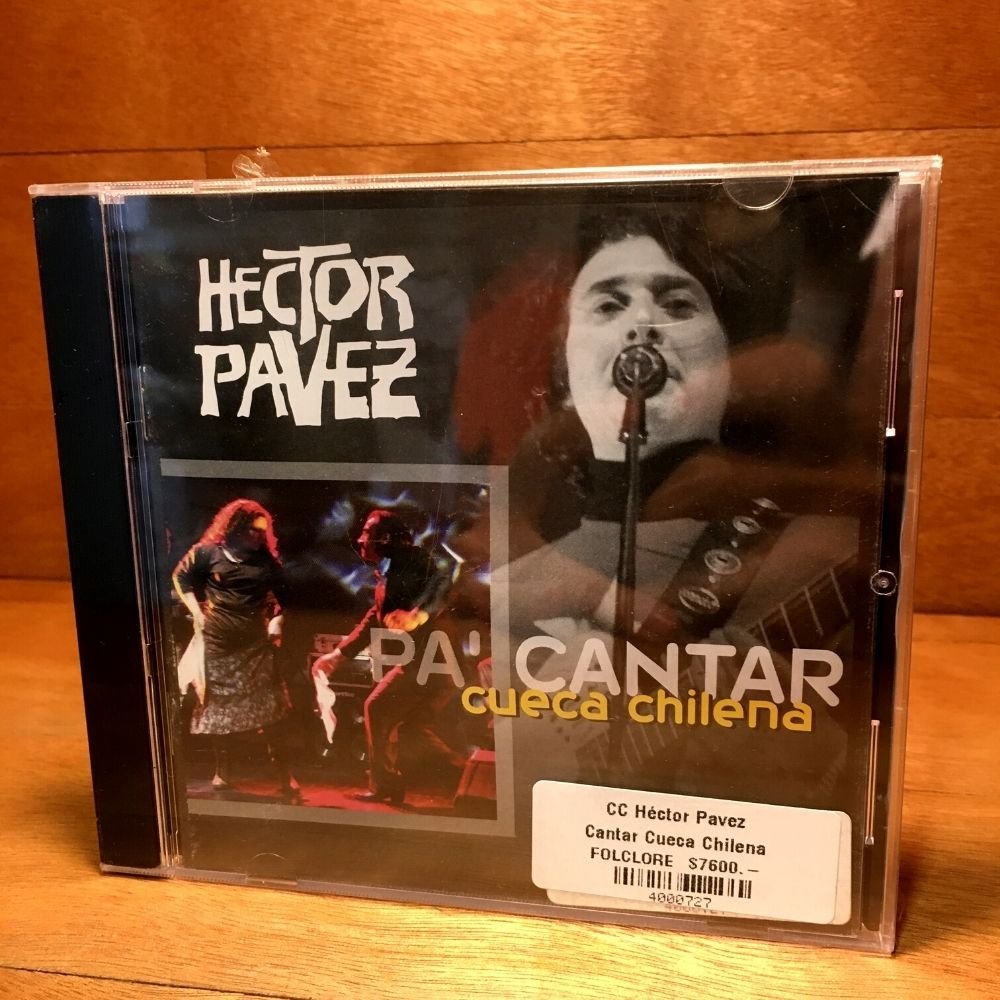 HECTOR
PAVEZ
PA' CANTAR
cueca chilena
CC Héctor Pavez
Cantar Cueca Chilena
FOLCLORE $7600.—
4000727